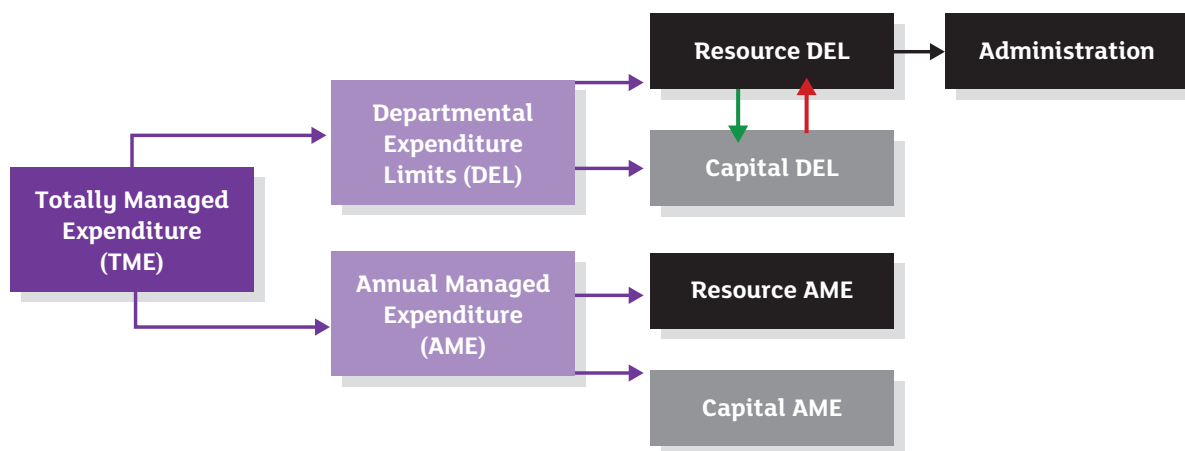 Totally Managed
Expenditure
(TME)
Departmental
Expenditure
Limits (DEL)
Annual Managed
Expenditure
(AME)
Resource DEL
Capital DEL
Resource AME
Capital AME
Administration